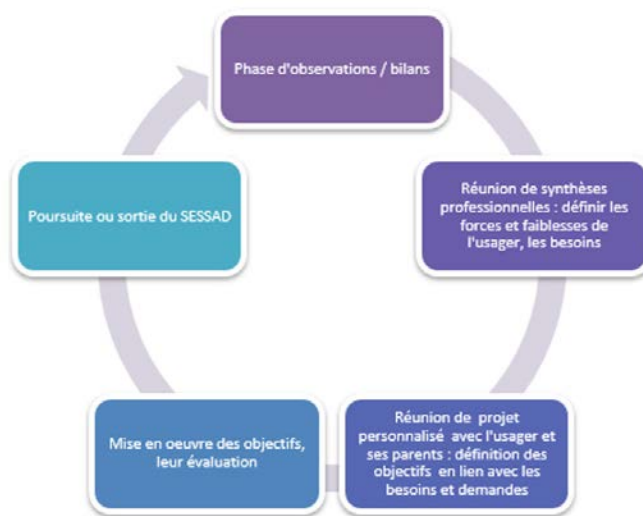 Phase d'observations / bilans
Réunion de synthèses
professionnelles : définir les
forces et faiblesses de
l'usager, les besoins
Réunion de projet
personnalisé avec l'usager et
ses parents : définition des
objectifs en lien avec les
besoins et demandes
Mise en oeuvre des objectifs,
leur évaluation
Poursuite ou sortie du SESSAD